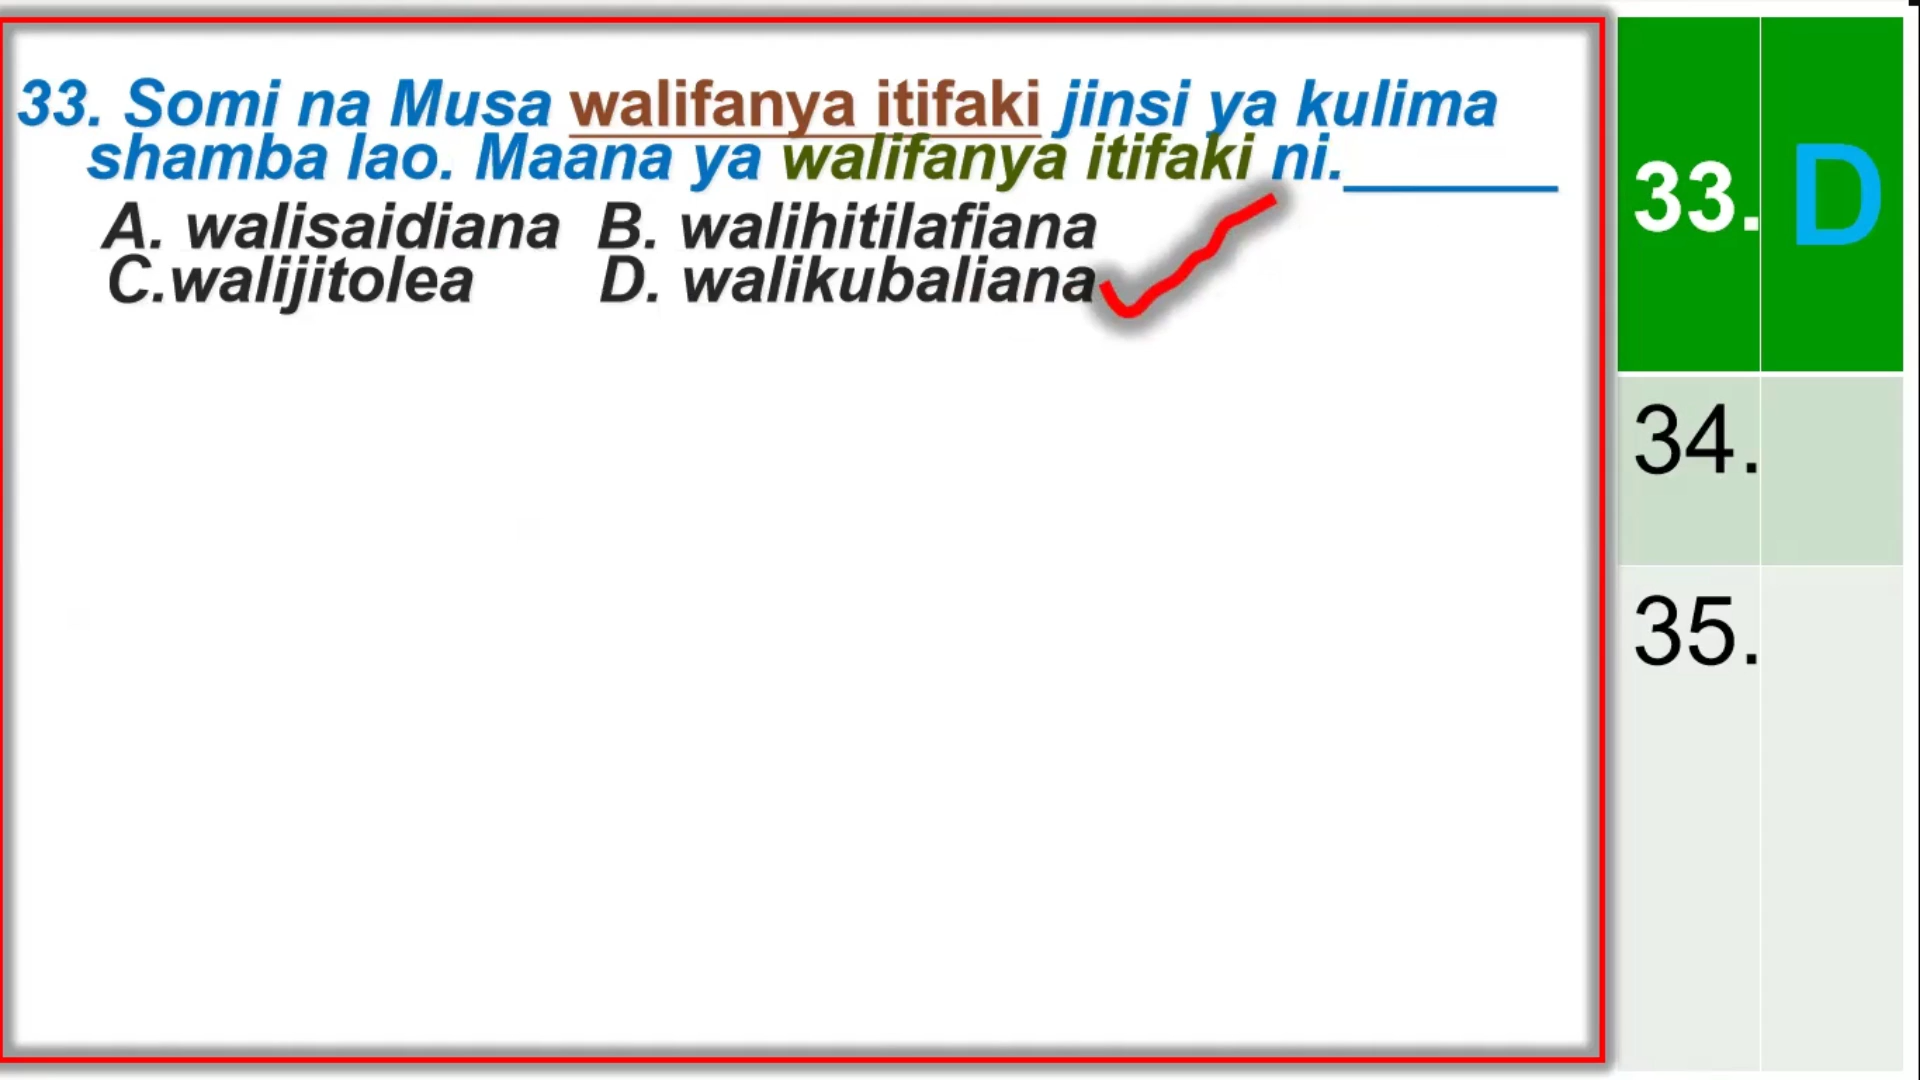 33. Somi na Musa walifanya itifaki jinsi ya kulima
shamba lao. Maana ya walifanya itifaki ni.______
A. walisaidiana B. walihitilafiana
C.walijitolea D. walikubaliana
33. D
34.
35.